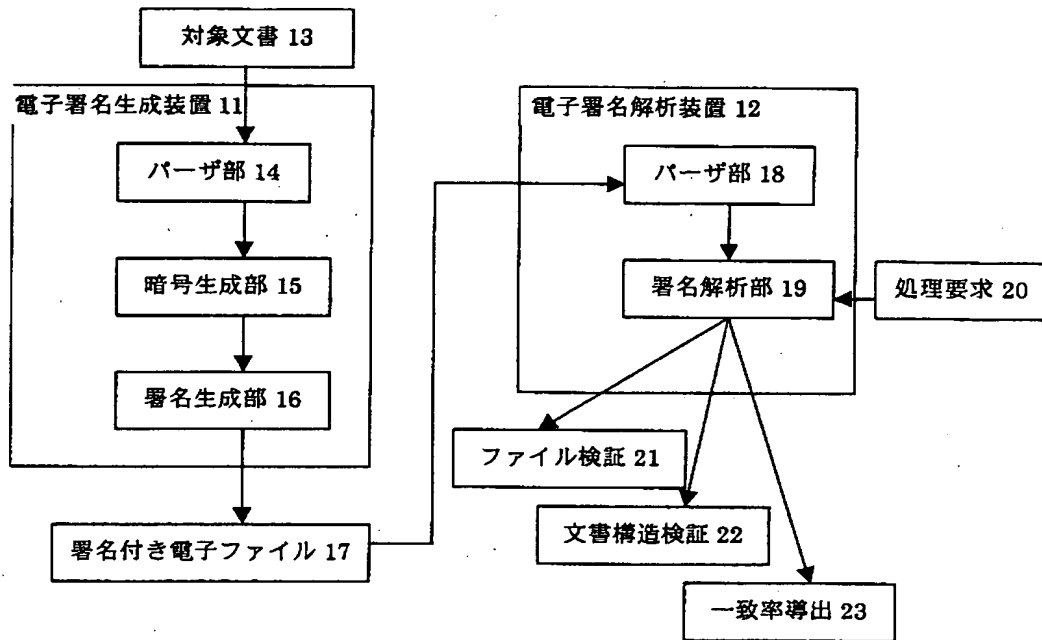 対象文書 13
電子署名生成装置 11
パーザ部 14
暗号生成部 15
署名生成部 16
署名付き電子ファイル 17
電子署名解析装置 12
パーザ部 18
署名解析部 19
処理要求 20
ファイル検証 21
文書構造検証 22
一致率導出 23